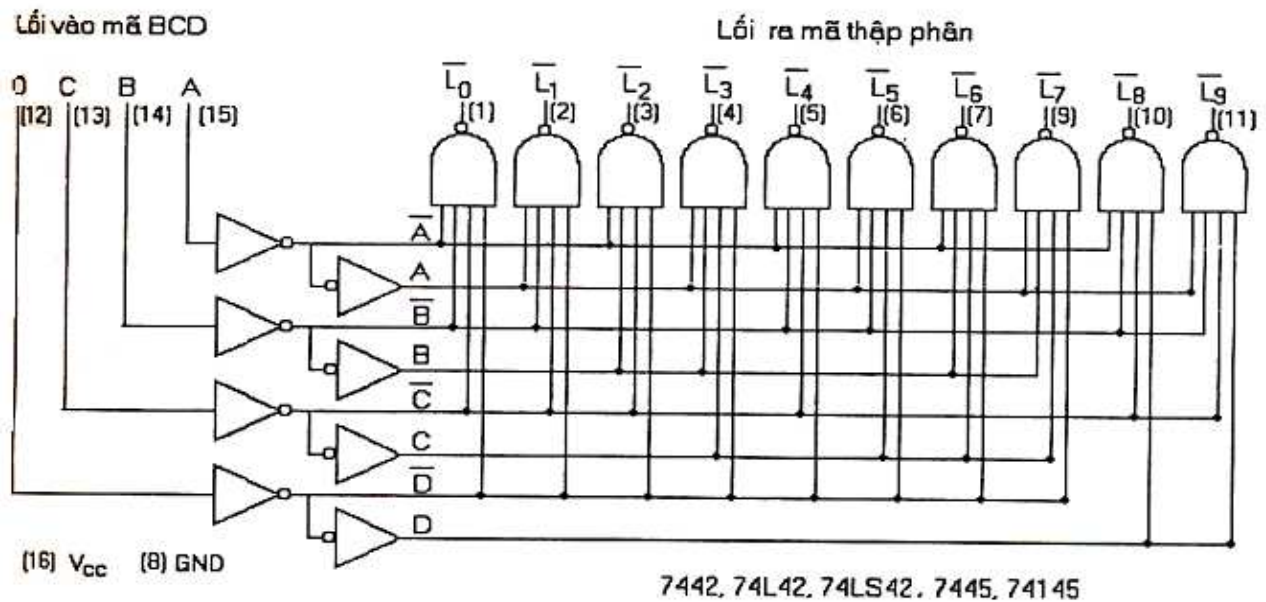 Lối vào mã BCD
Lối ra mã thập phân
0 C B A
[12] [13] [14] [15]
L̅0 L̅1 L̅2 L̅3 L̅4 L̅5 L̅6 L̅7 L̅8 L̅9
[1] [2] [3] [4] [5] [6] [7] [9] [10] [11]
A̅
A
B̅
B
C̅
C
D̅
D
[16] VCC [8] GND
7442, 74L42, 74LS42. 7445, 74145